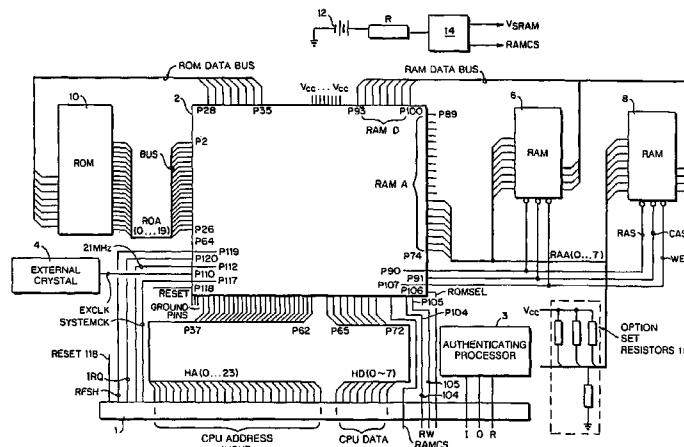 12
R
14
VSRAM
RAMCS
ROM DATA BUS
RAM DATA BUS
10
2
P28
P35
VCC...VCC
P93
P100
RAM D
P89
6
8
ROM
BUS
P2
RAM A
RAM
RAM
ROA
(0...19)
P26
P64
P74
RAS
CAS
WE
4
21MHz
P119
P120
P112
P110
P117
P118
P90
P91
P107
P106
RAA(0...7)
EXTERNAL
CRYSTAL
EXCLK
SYSTEMCK
RESET
GROUND
PINS
P37
P62
P65
P72
P105
P104
ROMSEL
3
VCC
AUTHENTICATING
PROCESSOR
OPTION
SET
RESISTORS
RESET 118
IRQ
RFSH
HA(0...23)
HD(0~7)
105
104
I
O
R
1
CPU ADDRESS
CPU DATA
RW
RAMCS